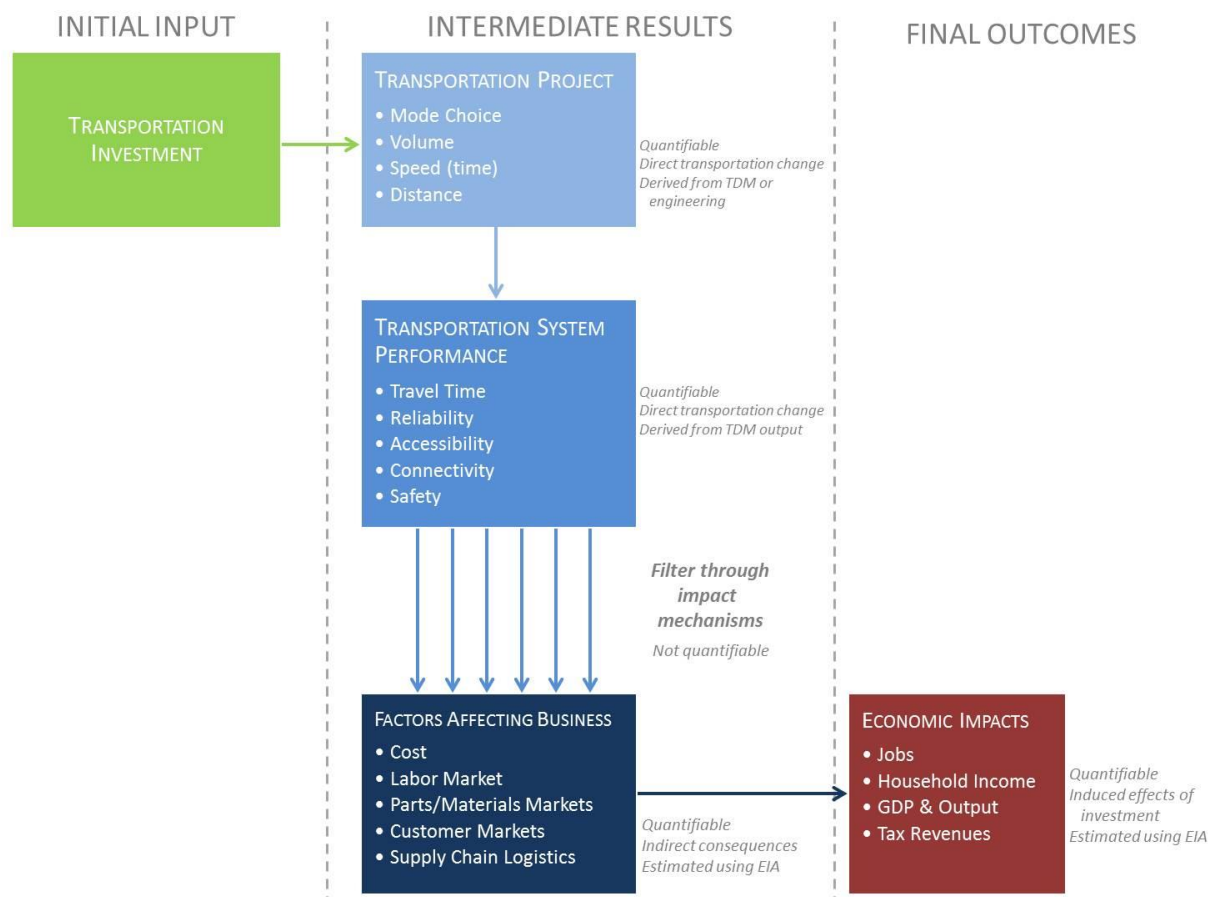 INITIAL INPUT
INTERMEDIATE RESULTS
FINAL OUTCOMES
TRANSPORTATION
INVESTMENT
TRANSPORTATION PROJECT
• Mode Choice
• Volume
• Speed (time)
• Distance
Quantifiable
Direct transportation change
Derived from TDM or
engineering
TRANSPORTATION SYSTEM
PERFORMANCE
• Travel Time
• Reliability
• Accessibility
• Connectivity
• Safety
Quantifiable
Direct transportation change
Derived from TDM output
Filter through
impact
mechanisms
Not quantifiable
FACTORS AFFECTING BUSINESS
• Cost
• Labor Market
• Parts/Materials Markets
• Customer Markets
• Supply Chain Logistics
Quantifiable
Indirect consequences
Estimated using EIA
ECONOMIC IMPACTS
• Jobs
• Household Income
• GDP & Output
• Tax Revenues
Quantifiable
Induced effects of
investment
Estimated using EIA